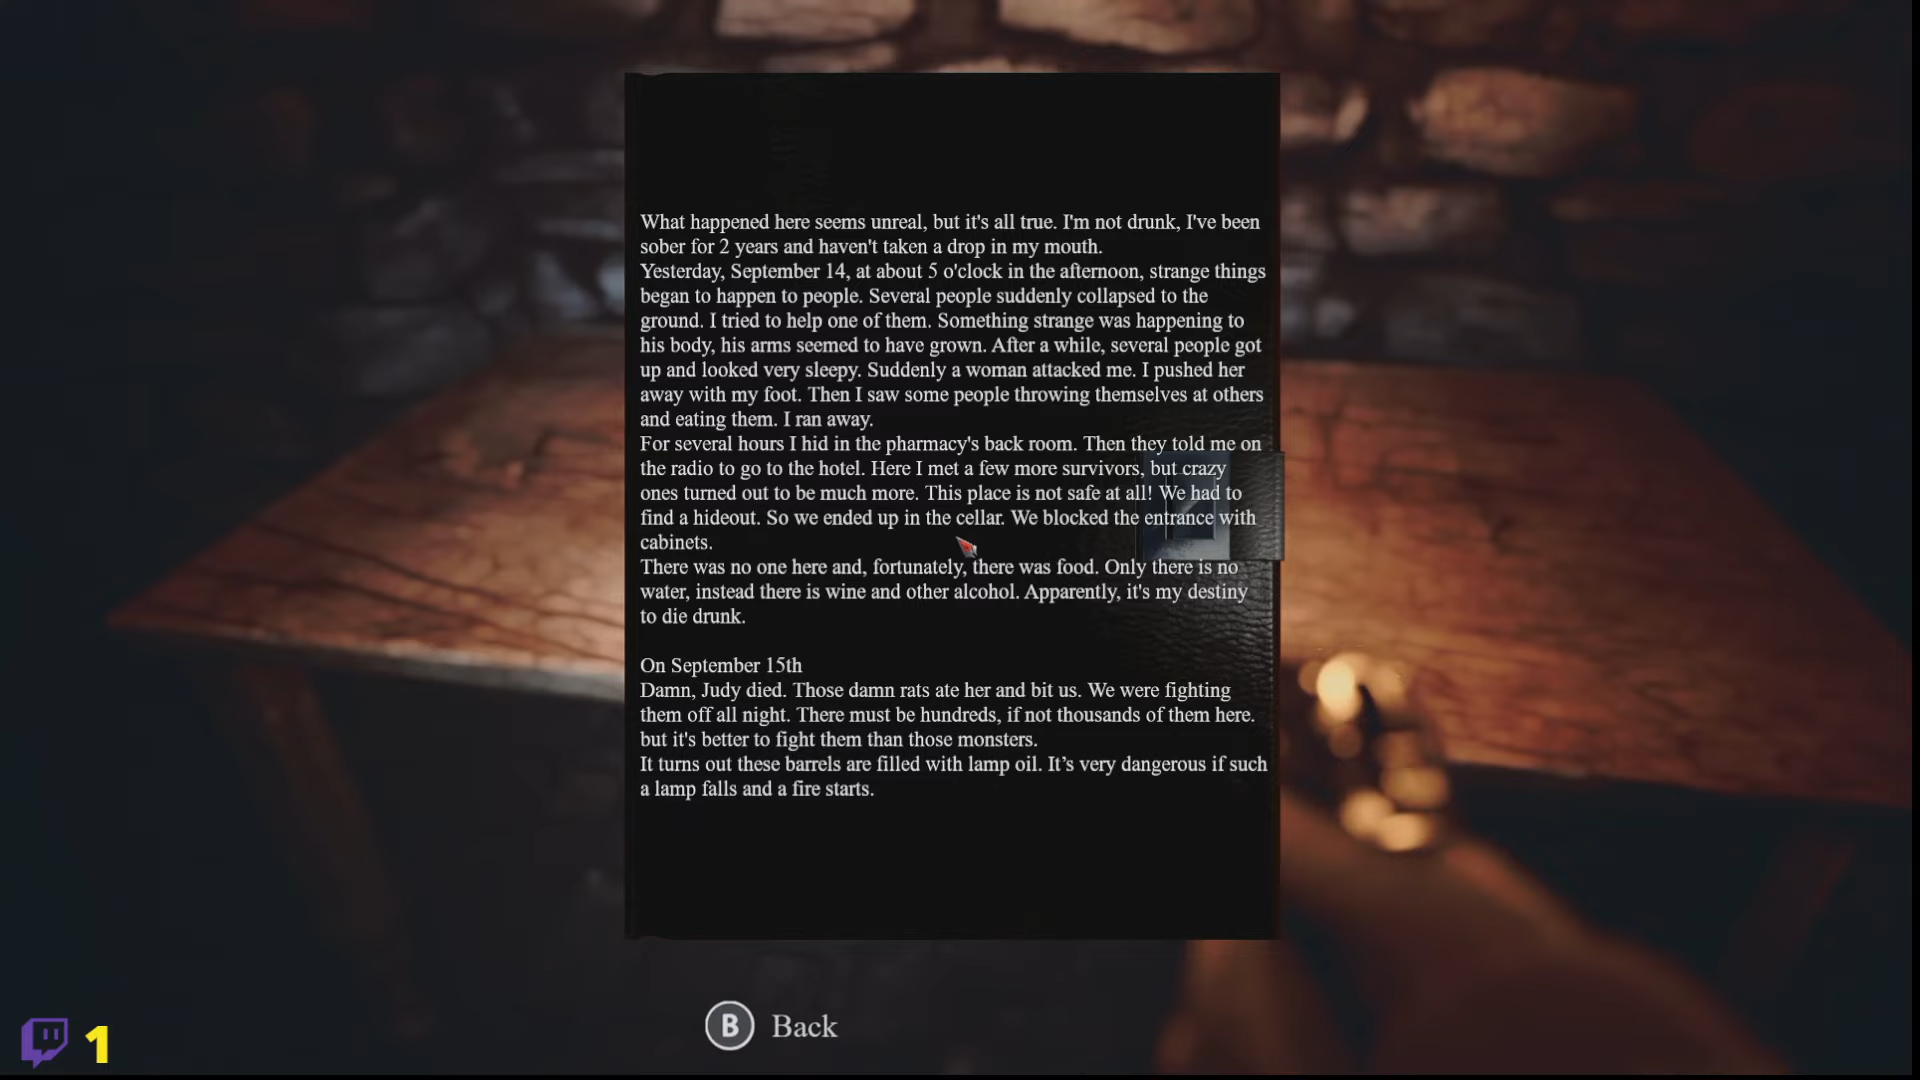 What happened here seems unreal, but it's all true. I'm not drunk, I've been
sober for 2 years and haven't taken a drop in my mouth.
Yesterday, September 14, at about 5 o'clock in the afternoon, strange things
began to happen to people. Several people suddenly collapsed to the
ground. I tried to help one of them. Something strange was happening to
his body, his arms seemed to have grown. After a while, several people got
up and looked very sleepy. Suddenly a woman attacked me. I pushed her
away with my foot. Then I saw some people throwing themselves at others
and eating them. I ran away.
For several hours I hid in the pharmacy's back room. Then they told me on
the radio to go to the hotel. Here I met a few more survivors, but crazy
ones turned out to be much more. This place is not safe at all! We had to
find a hideout. So we ended up in the cellar. We blocked the entrance with
cabinets.
There was no one here and, fortunately, there was food. Only there is no
water, instead there is wine and other alcohol. Apparently, it's my destiny
to die drunk.
On September 15th
Damn, Judy died. Those damn rats ate her and bit us. We were fighting
them off all night. There must be hundreds, if not thousands of them here.
but it's better to fight them than those monsters.
It turns out these barrels are filled with lamp oil. It’s very dangerous if such
a lamp falls and a fire starts.
B Back
1